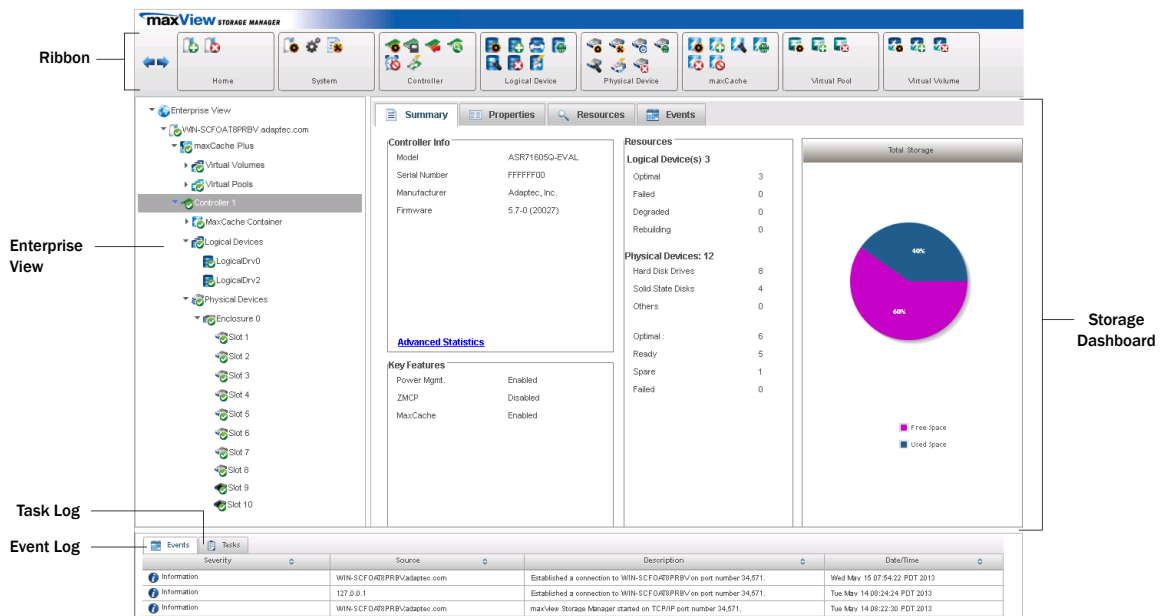 maxView STORAGE MANAGER
Ribbon
Home
System
Controller
Logical Device
Physical Device
maxCache
Virtual Pool
Virtual Volume
Enterprise View
WIN-SCFOAT8PRBV.adaptec.com
maxCache Plus
Virtual Volumes
Virtual Pools
Controller 1
MaxCache Container
Logical Devices
LogicalDrv0
LogicalDrv2
Physical Devices
Enclosure 0
Slot 1
Slot 2
Slot 3
Slot 4
Slot 5
Slot 6
Slot 7
Slot 8
Slot 9
Slot 10
Enterprise
View
Summary
Properties
Resources
Events
Controller Info
Model ASR71605Q-EVAL
Serial Number FFFFFF00
Manufacturer Adaptec, Inc.
Firmware 5.7-0 (20027)
Advanced Statistics
Key Features
Power Mgmt. Enabled
ZMCP Disabled
MaxCache Enabled
Resources
Logical Device(s) 3
Optimal 3
Failed 0
Degraded 0
Rebuilding 0
Physical Devices: 12
Hard Disk Drives 8
Solid State Disks 4
Others 0
Optimal : 6
Ready 5
Spare 1
Failed 0
Total Storage
40%
60%
Free Space
Used Space
Storage
Dashboard
Task Log
Event Log
Events
Tasks
Severity Source Description Date/Time
Information WIN-SCFOAT8PRBV.adaptec.com Established a connection to WIN-SCFOAT8PRBV on port number 34,571. Wed May 15 07:54:22 PDT 2013
Information 127.0.0.1 Established a connection to WIN-SCFOAT8PRBV on port number 34,571. Tue May 14 08:24:24 PDT 2013
Information WIN-SCFOAT8PRBV.adaptec.com maxView Storage Manager started on TCP/IP port number 34,571. Tue May 14 08:22:30 PDT 2013